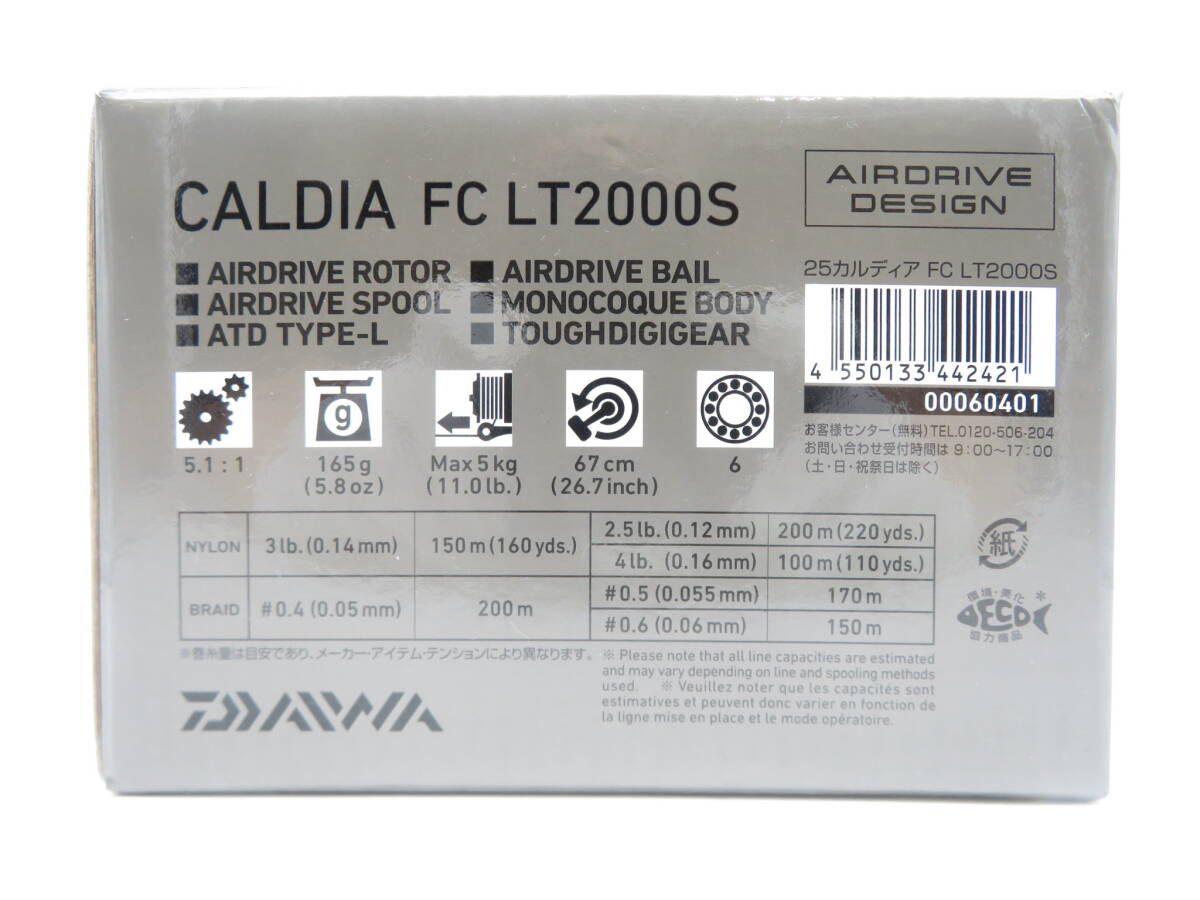 CALDIA FC LT2000S
AIRDRIVE DESIGN
■ AIRDRIVE ROTOR ■ AIRDRIVE BAIL
■ AIRDRIVE SPOOL ■ MONOCOQUE BODY
■ ATD TYPE-L ■ TOUGHDIGIGEAR
25カルディア FC LT2000S
4 550133 442421
00060401
お客様センター(無料)TEL.0120-506-204
お問い合わせ受付時間は 9:00〜17:00
(土・日・祝祭日は除く)
g
5.1 : 1 165g Max 5 kg 67 cm 6
(5.8 oz) (11.0 lb.) (26.7 inch)
NYLON 3 lb. (0.14 mm) 150 m (160 yds.) 2.5 lb. (0.12 mm) 200 m (220 yds.)
4 lb. (0.16 mm) 100 m (110 yds.)
BRAID #0.4 (0.05 mm) 200 m #0.5 (0.055 mm) 170 m
#0.6 (0.06 mm) 150 m
紙
環境・美化
ECO *
協力商品
※巻糸量は目安であり、メーカー・アイテム・テンションにより異なります。
※ Please note that all line capacities are estimated
and may vary depending on line and spooling methods
used. ※ Veuillez noter que les capacités sont
estimatives et peuvent donc varier en fonction de
la ligne mise en place et le mode opératoire.
DAIWA